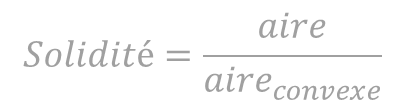 Solidité = aire / aire_convexe